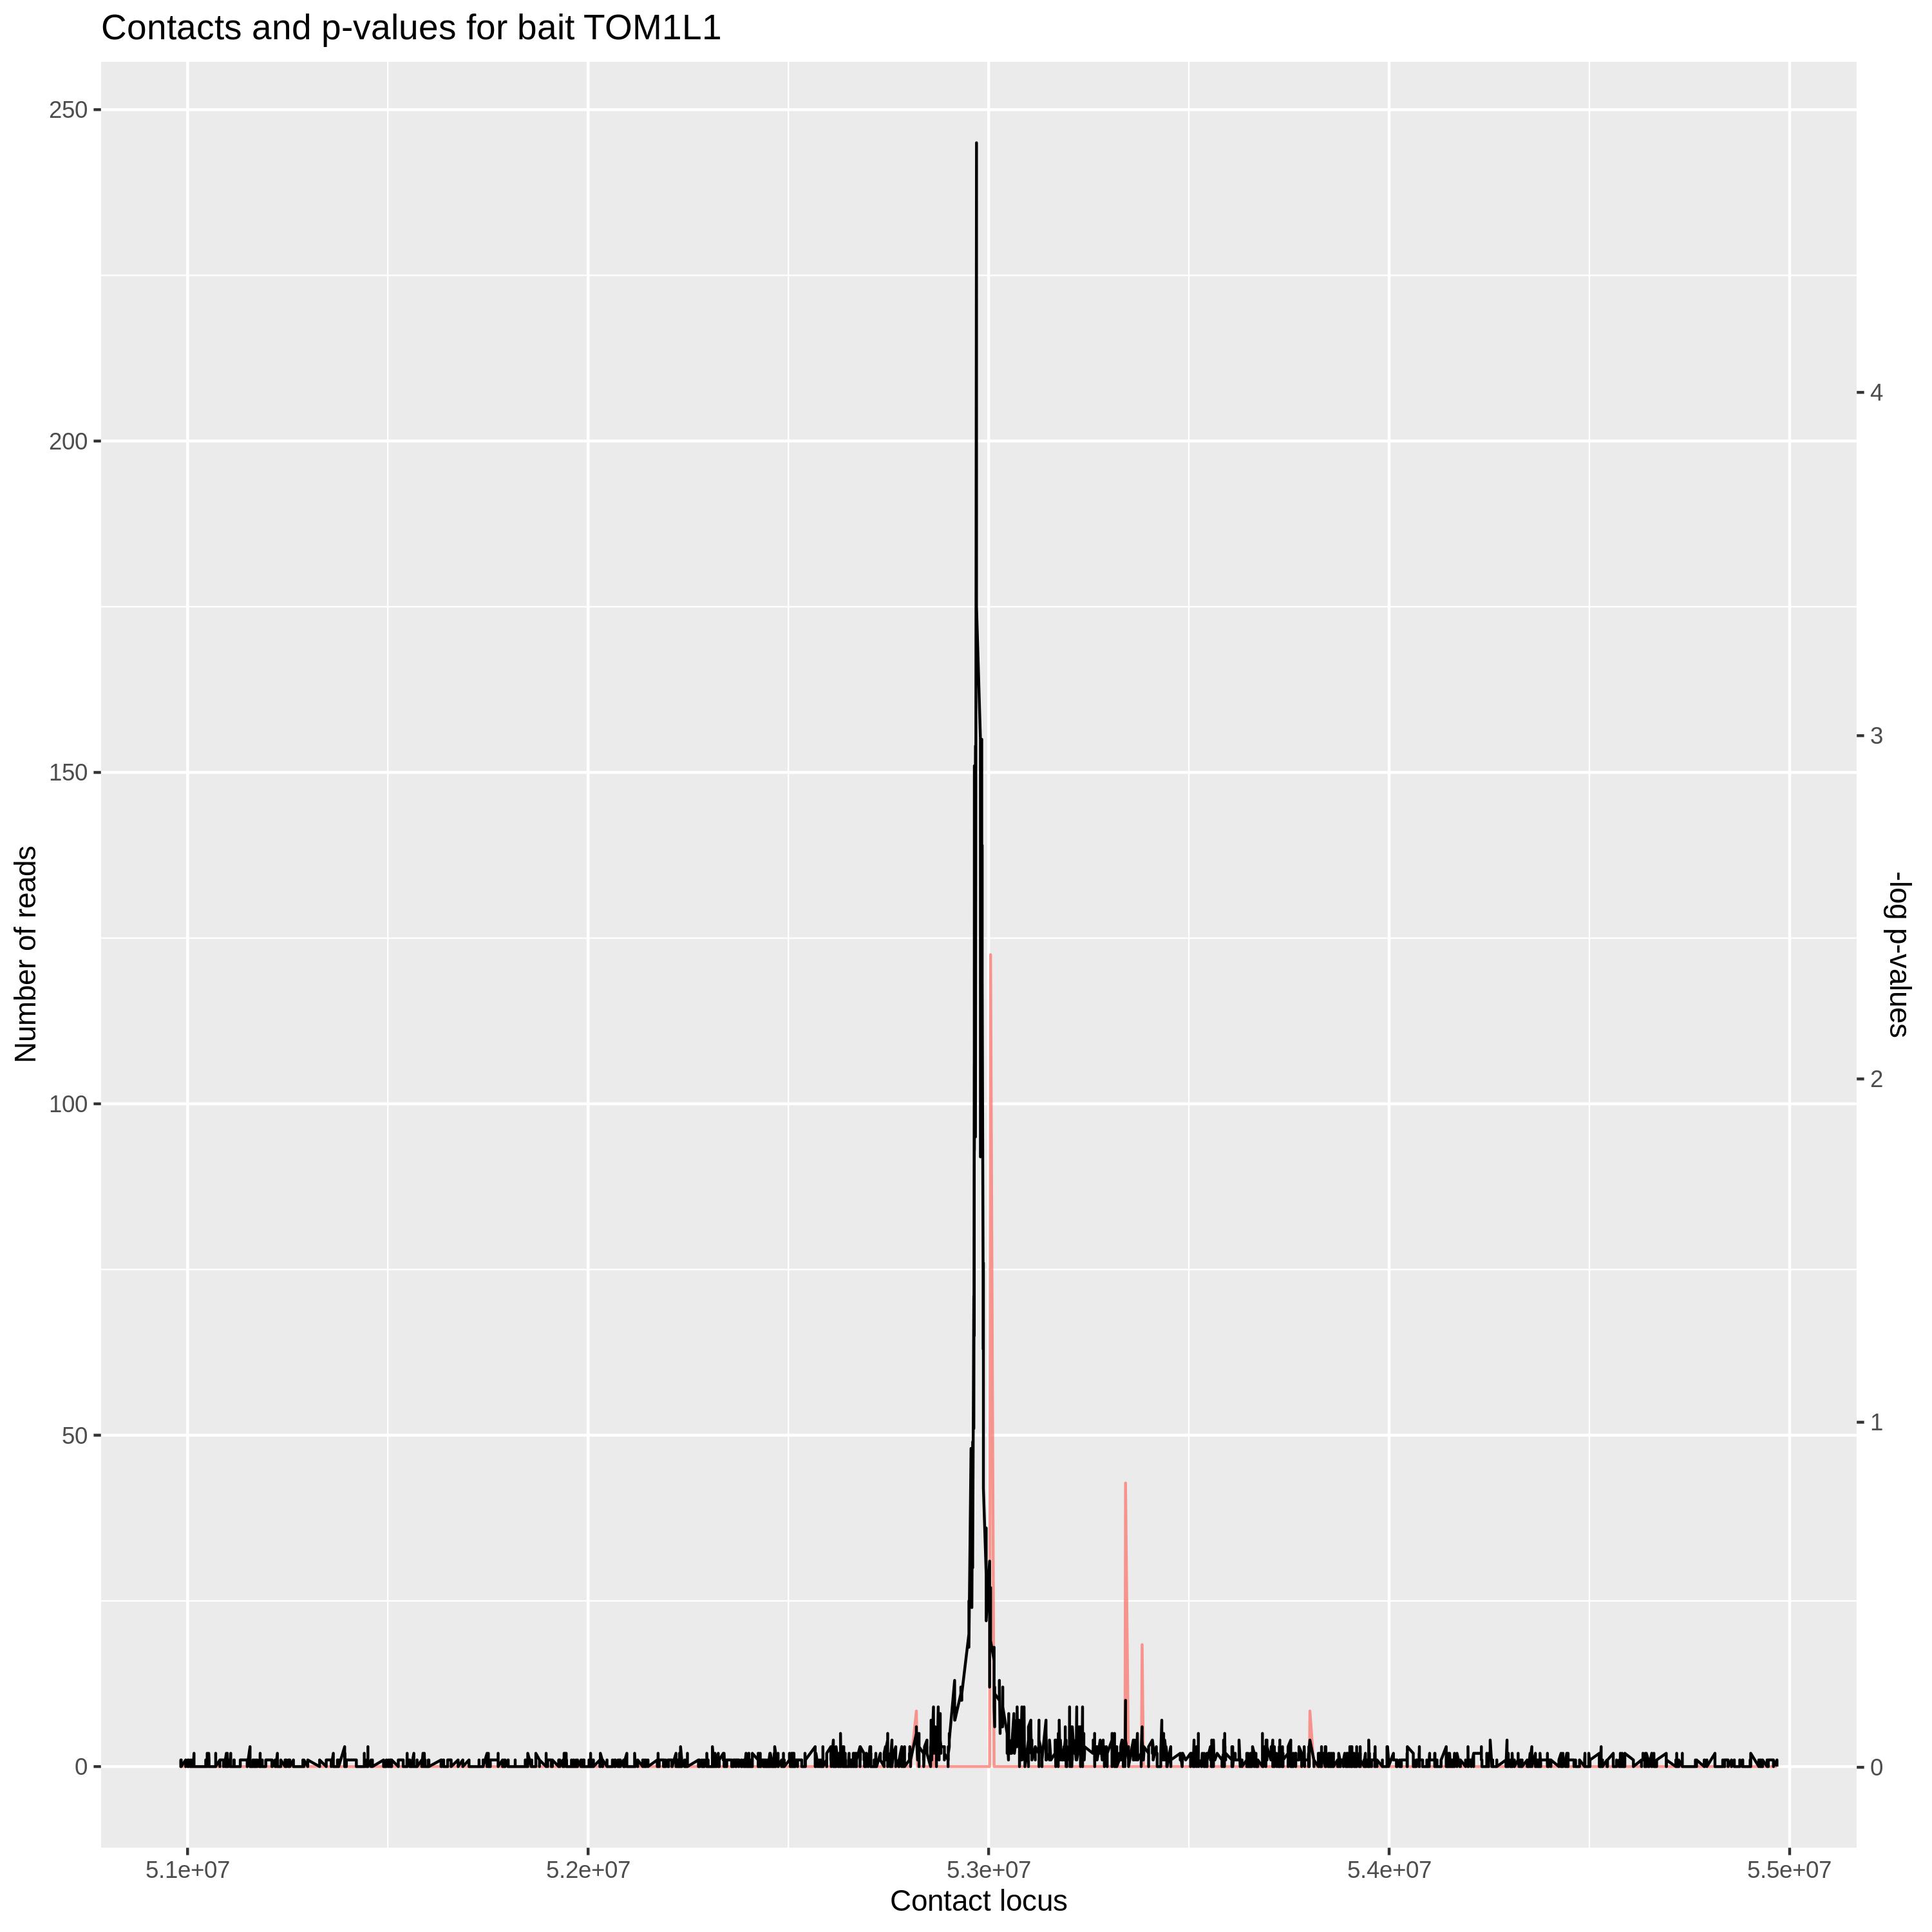 Contacts and p-values for bait TOM1L1
250
200
150
100
50
0
Number of reads
4
3
2
1
0
-log p-values
5.1e+07
5.2e+07
5.3e+07
5.4e+07
5.5e+07
Contact locus